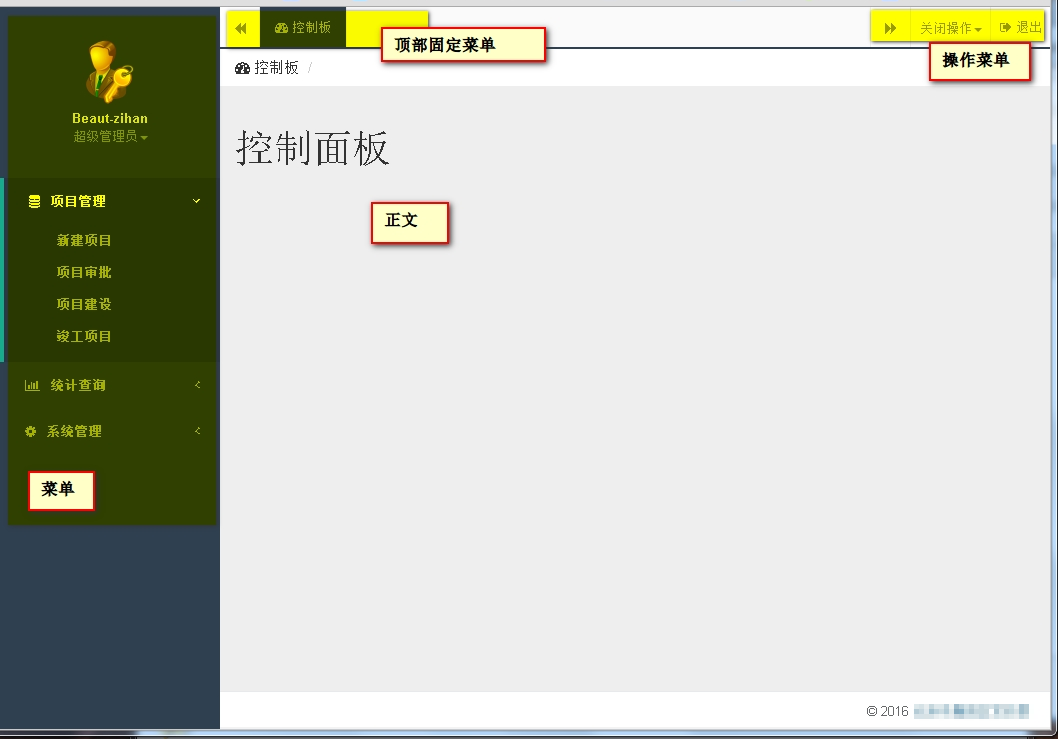 控制板
顶部固定菜单
关闭操作
退出
操作菜单
控制板 /
Beaut-zihan
超级管理员
控制面板
正文
项目管理
新建项目
项目审批
项目建设
竣工项目
统计查询
系统管理
菜单
© 2016